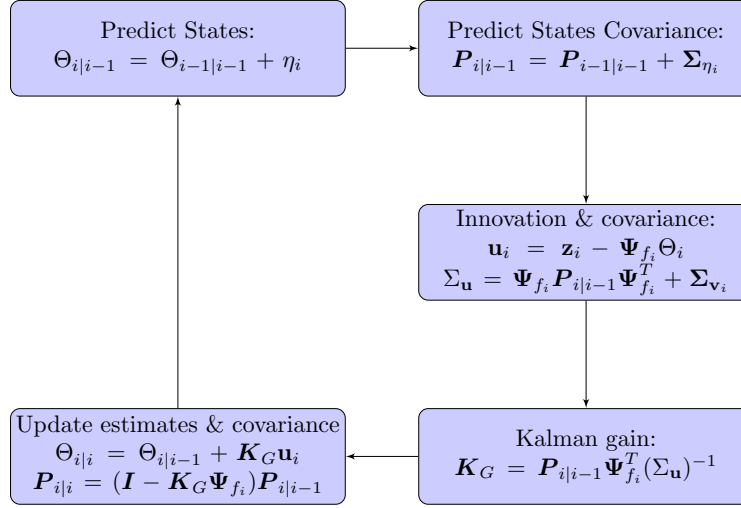 Predict States:
Θ_{i|i−1} = Θ_{i−1|i−1} + η_i
Predict States Covariance:
P_{i|i−1} = P_{i−1|i−1} + Σ_{η_i}
Innovation & covariance:
u_i = z_i − Ψ_{f_i}Θ_i
Σ_u = Ψ_{f_i}P_{i|i−1}Ψ_{f_i}^T + Σ_{v_i}
Kalman gain:
K_G = P_{i|i−1}Ψ_{f_i}^T(Σ_u)^{−1}
Update estimates & covariance
Θ_{i|i} = Θ_{i|i−1} + K_G u_i
P_{i|i} = (I − K_GΨ_{f_i})P_{i|i−1}